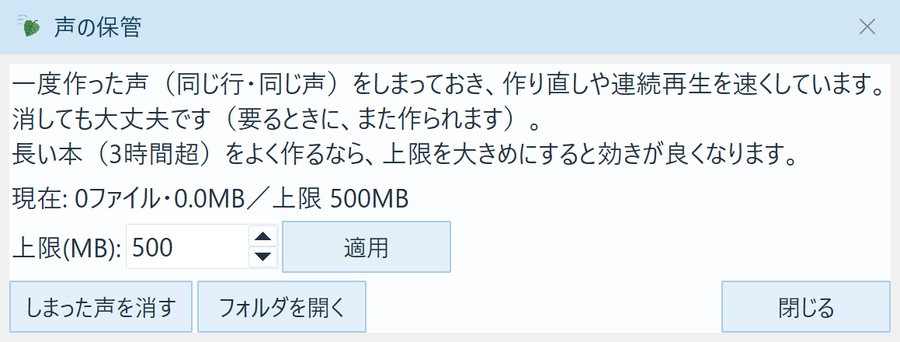 声の保管
一度作った声（同じ行・同じ声）をしまっておき、作り直しや連続再生を速くしています。
消しても大丈夫です（要るときに、また作られます）。
長い本（3時間超）をよく作るなら、上限を大きめにすると効きが良くなります。
現在: 0ファイル・0.0MB／上限 500MB
上限(MB): 500 適用
しまった声を消す フォルダを開く 閉じる